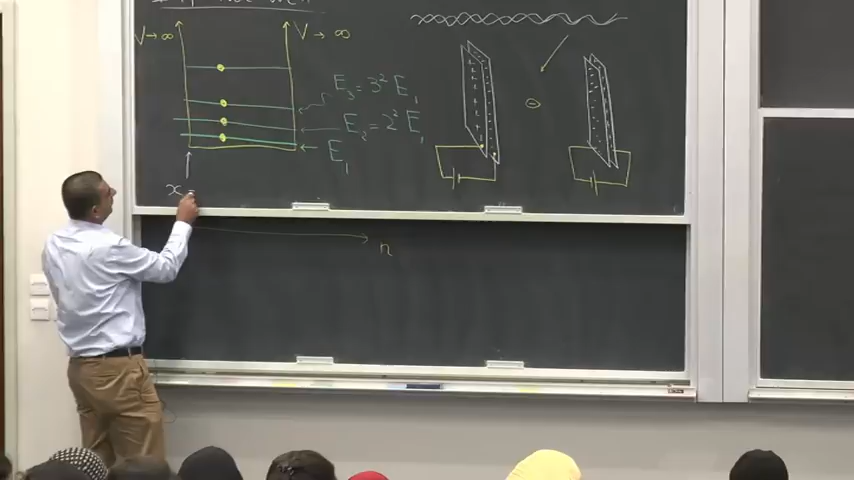 V → ∞
V → ∞
E₃ = 3² E₁
E₂ = 2² E₁
E₁
x =
n